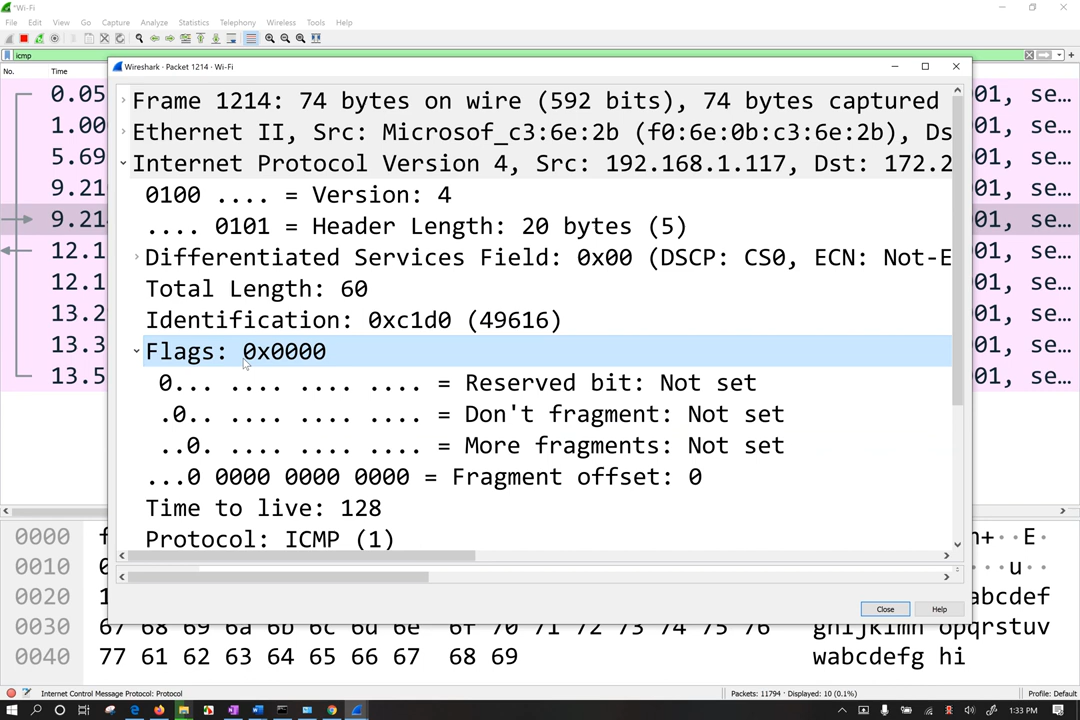 *Wi-Fi
File Edit View Go Capture Analyze Statistics Telephony Wireless Tools Help
icmp
No. Time
Wireshark · Packet 1214 · Wi-Fi
0.05
1.00
5.69
9.21
9.21
12.1
12.1
13.2
13.3
13.5
01, se...
01, se...
01, se...
01, se...
01, se...
01, se...
01, se...
01, se...
01, se...
01, se...
Frame 1214: 74 bytes on wire (592 bits), 74 bytes captured
Ethernet II, Src: Microsof_c3:6e:2b (f0:6e:0b:c3:6e:2b), Ds
Internet Protocol Version 4, Src: 192.168.1.117, Dst: 172.2
0100 .... = Version: 4
.... 0101 = Header Length: 20 bytes (5)
Differentiated Services Field: 0x00 (DSCP: CS0, ECN: Not-E
Total Length: 60
Identification: 0xc1d0 (49616)
Flags: 0x0000
0... .... .... .... = Reserved bit: Not set
.0.. .... .... .... = Don't fragment: Not set
..0. .... .... .... = More fragments: Not set
...0 0000 0000 0000 = Fragment offset: 0
Time to live: 128
Protocol: ICMP (1)
Close Help
0000
0010
0020
0030 67 68 69 6a 6b 6c 6d 6e 6f 70 71 72 73 74 75 76 ghijklmn opqrstuv
0040 77 61 62 63 64 65 66 67 68 69 wabcdefg hi
n+··E·
···u··
abcdef
Internet Control Message Protocol: Protocol
Packets: 11794 · Displayed: 10 (0.1%)
Profile: Default
1:33 PM